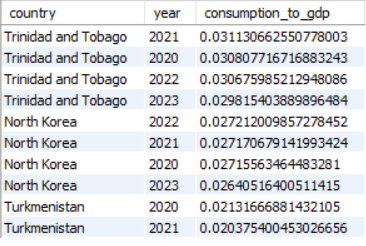 country year consumption_to_gdp
Trinidad and Tobago 2021 0.031130662550778003
Trinidad and Tobago 2020 0.030807716716883243
Trinidad and Tobago 2022 0.030675985212948086
Trinidad and Tobago 2023 0.029815403889896484
North Korea 2022 0.027212009857278452
North Korea 2021 0.027170679141993424
North Korea 2020 0.02715563464483281
North Korea 2023 0.02640516400511415
Turkmenistan 2020 0.02131666881432105
Turkmenistan 2021 0.020375400453026656